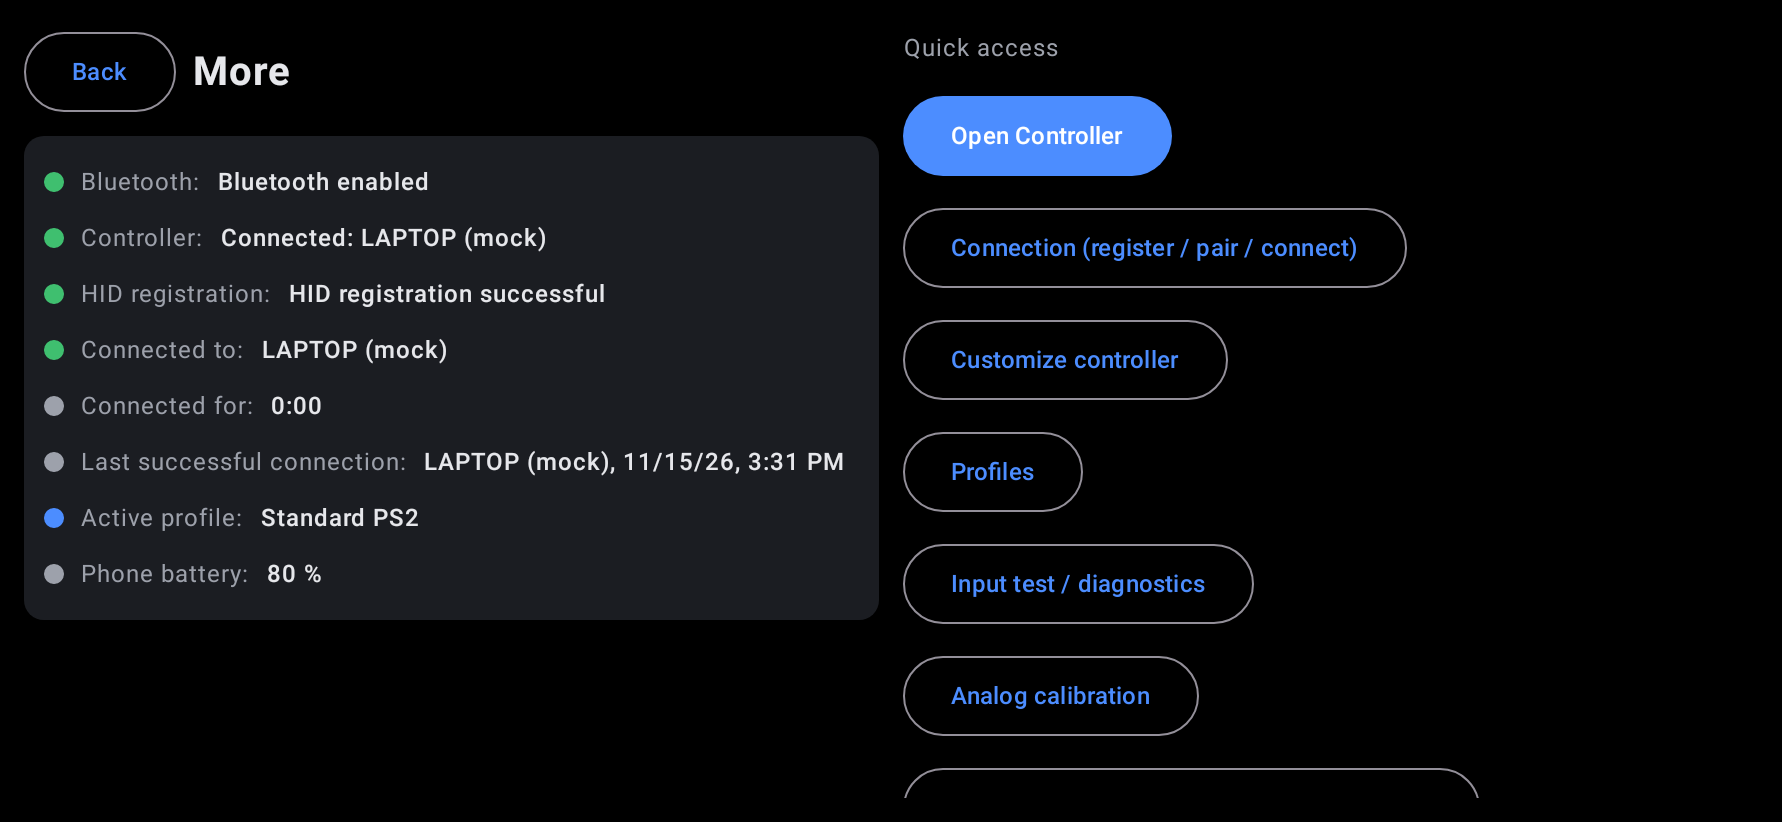 Back
More
Bluetooth: Bluetooth enabled
Controller: Connected: LAPTOP (mock)
HID registration: HID registration successful
Connected to: LAPTOP (mock)
Connected for: 0:00
Last successful connection: LAPTOP (mock), 11/15/26, 3:31 PM
Active profile: Standard PS2
Phone battery: 80 %
Quick access
Open Controller
Connection (register / pair / connect)
Customize controller
Profiles
Input test / diagnostics
Analog calibration